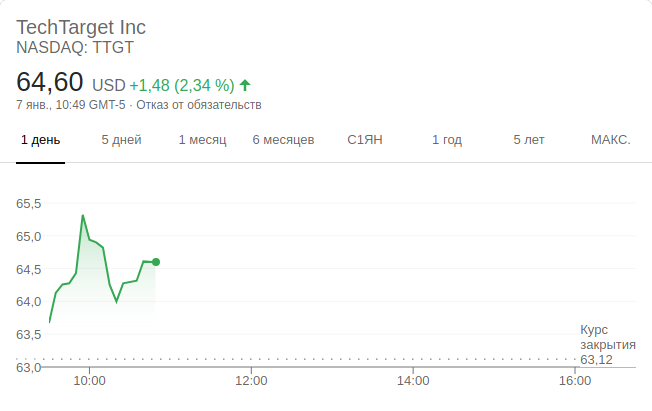 TechTarget Inc
NASDAQ: TTGT
64,60 USD +1,48 (2,34 %)
7 янв., 10:49 GMT-5 · Отказ от обязательств
1 день 5 дней 1 месяц 6 месяцев С1ЯН 1 год 5 лет МАКС.
65,5
65,0
64,5
64,0
63,5
63,0
Курс
закрытия
63,12
10:00 12:00 14:00 16:00